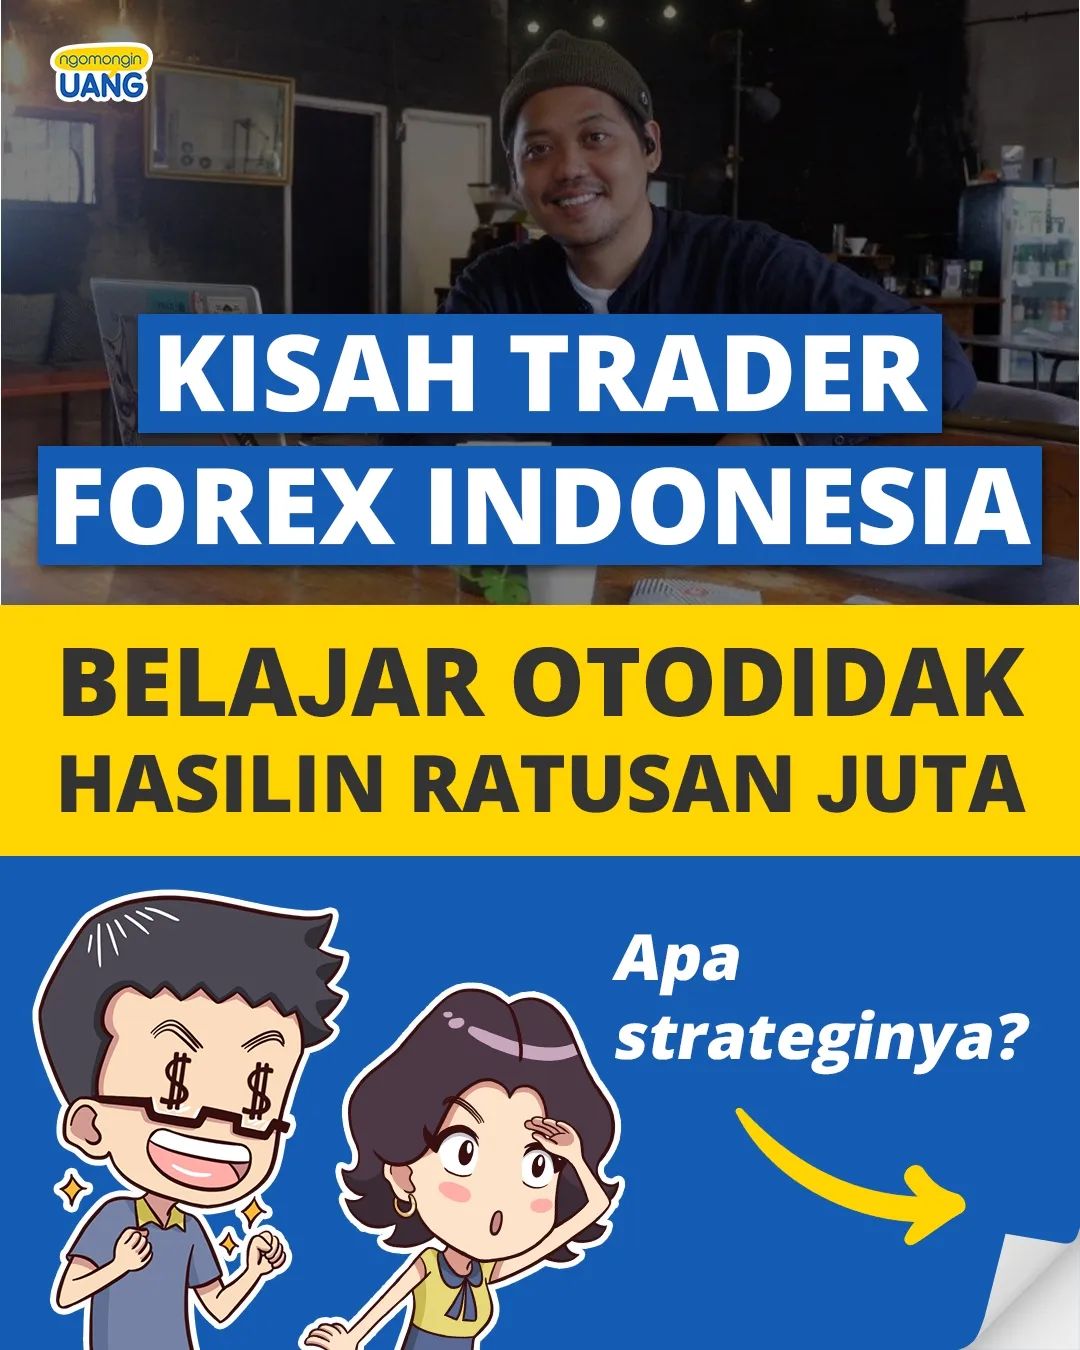 ngomongin
UANG
KISAH TRADER
FOREX INDONESIA
BELAJAR OTODIDAK
HASILIN RATUSAN JUTA
Apa
strateginya?